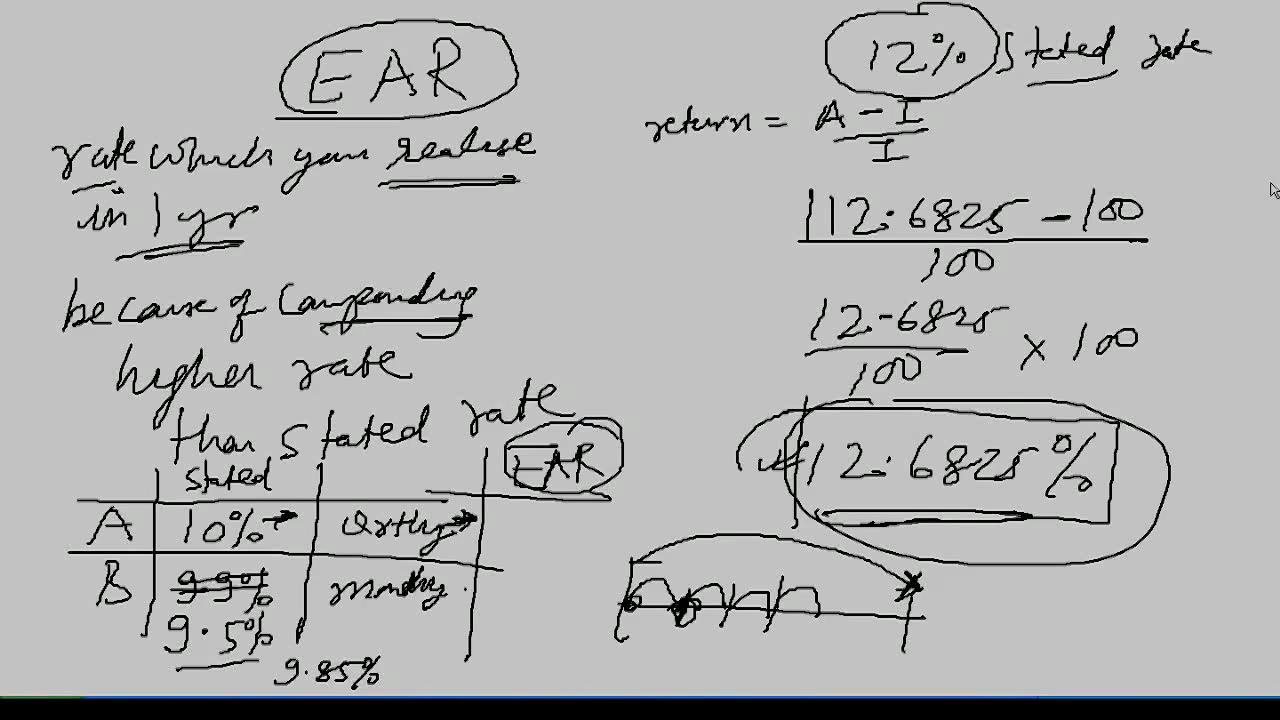 EAR
rate which you realise
in 1 yr
because of compounding
higher rate
than stated rate
stated
EAR
A 10% Qrtly
B 9.9% monthly
9.5%
9.85%
12% stated rate
return = A - I
I
112.6825 - 100
100
12.6825
100
x 100
12.6825%